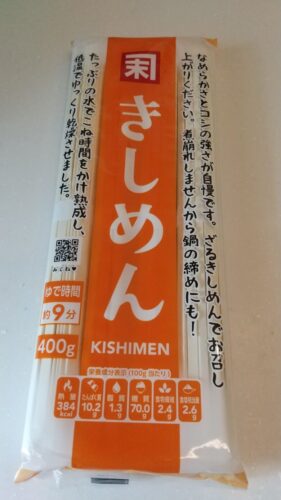 末
きしめん
KISHIMEN
なめらかさとコシの強さが自慢です。ざるきしめんでお召し
上がりください。煮崩れしませんから鍋の締めにも！
たっぷりの水でこね時間をかけ熟成し、
低温でゆっくり乾燥させました。
ゆで時間
約9分
400g
栄養成分表示(100g当たり)
熱量
384
kcal
たんぱく質
10.2
g
脂質
1.3
g
糖質
70.0
g
食物繊維
2.4
g
食塩相当量
2.6
g